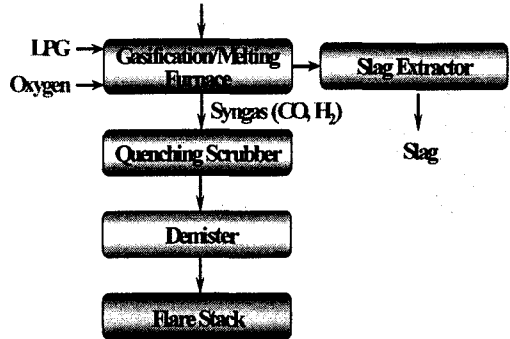 LPG
Oxygen
Gasification/Melting
Furnace
Slag Extractor
Syngas (CO, H₂)
Slag
Quenching Scrubber
Demister
Flare Stack